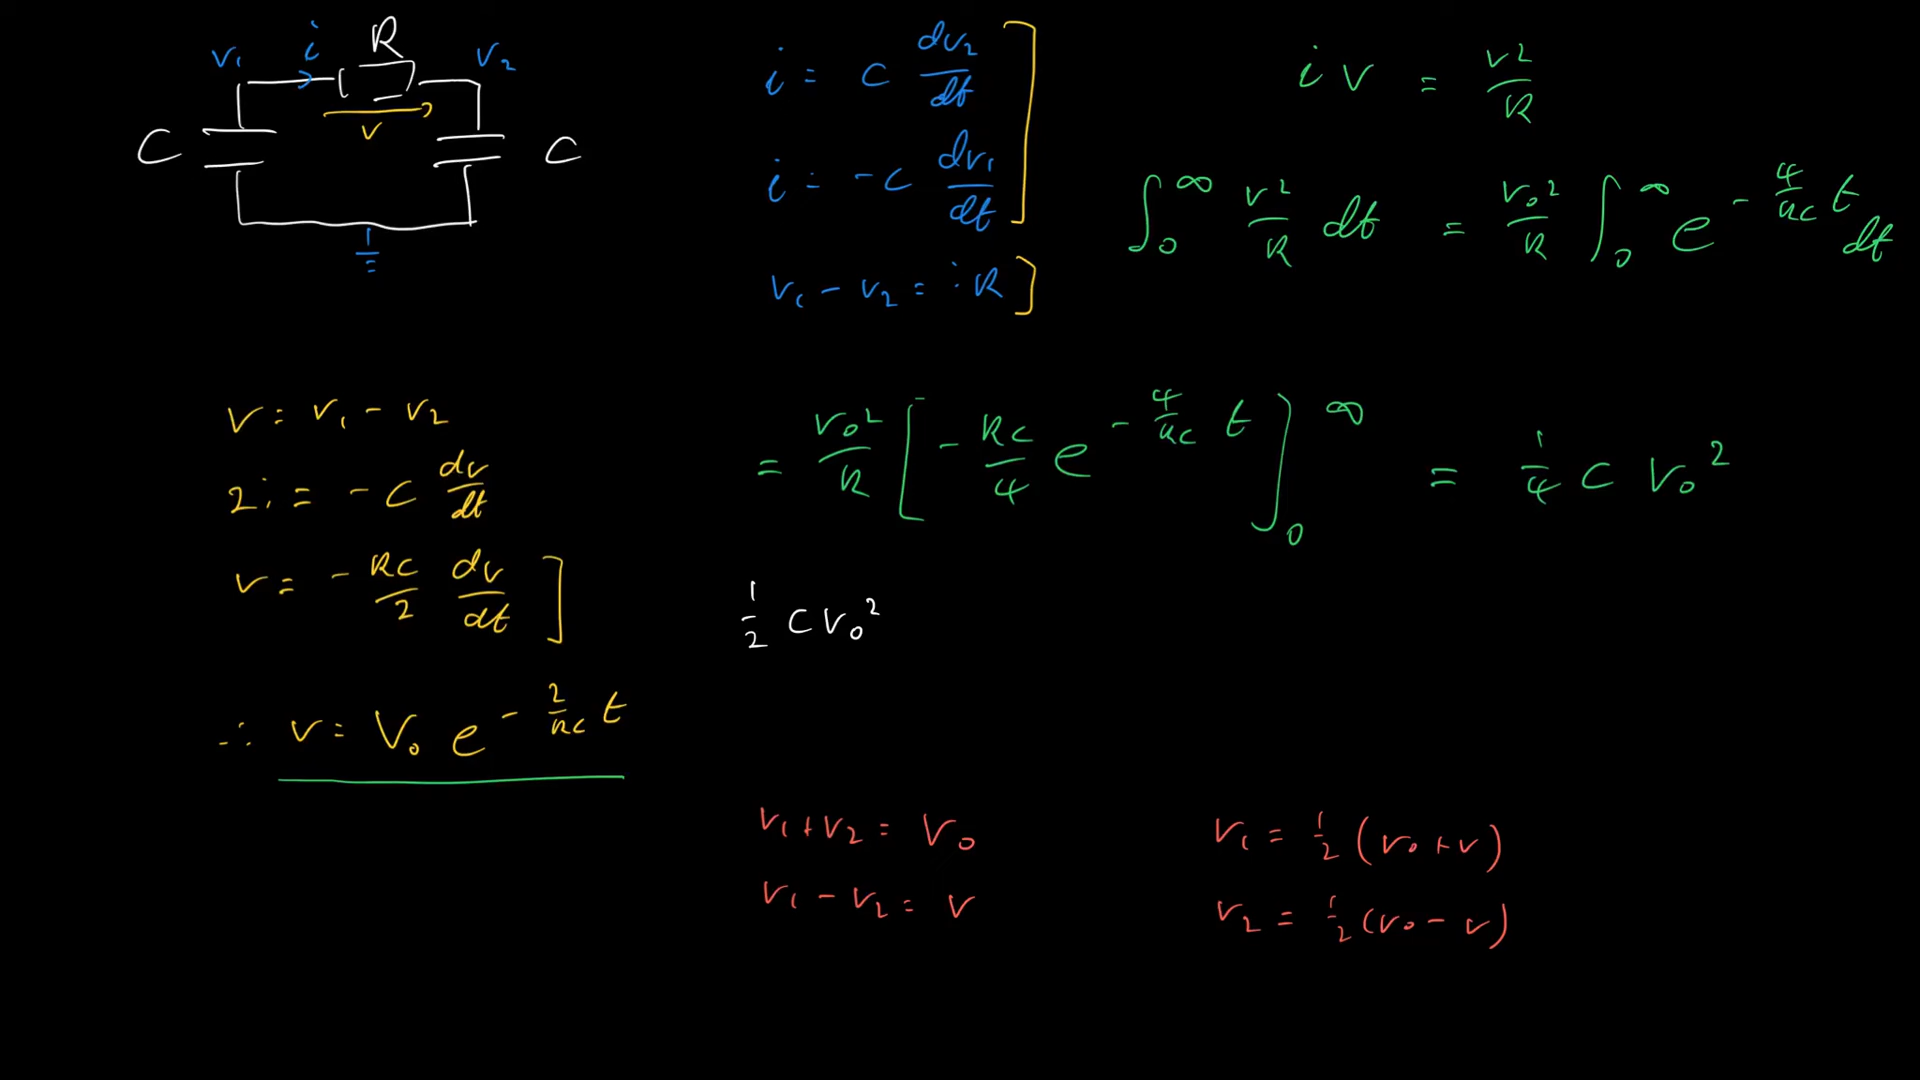 V₁ i R V₂
V
C C
i = C dV₂/dt
i = -C dV₁/dt
V₁ - V₂ = iR
iV = V²/R
∫₀^∞ V²/R dt = V₀²/R ∫₀^∞ e^(-4/RC t) dt
V = V₁ - V₂
2i = -C dV/dt
V = -RC/2 dV/dt
∴ V = V₀ e^(-2/RC t)
= V₀²/R [-RC/4 e^(-4/RC t)]₀^∞ = 1/4 C V₀²
1/2 C V₀²
V₁ + V₂ = V₀
V₁ - V₂ = V
V₁ = 1/2 (V₀ + V)
V₂ = 1/2 (V₀ - V)